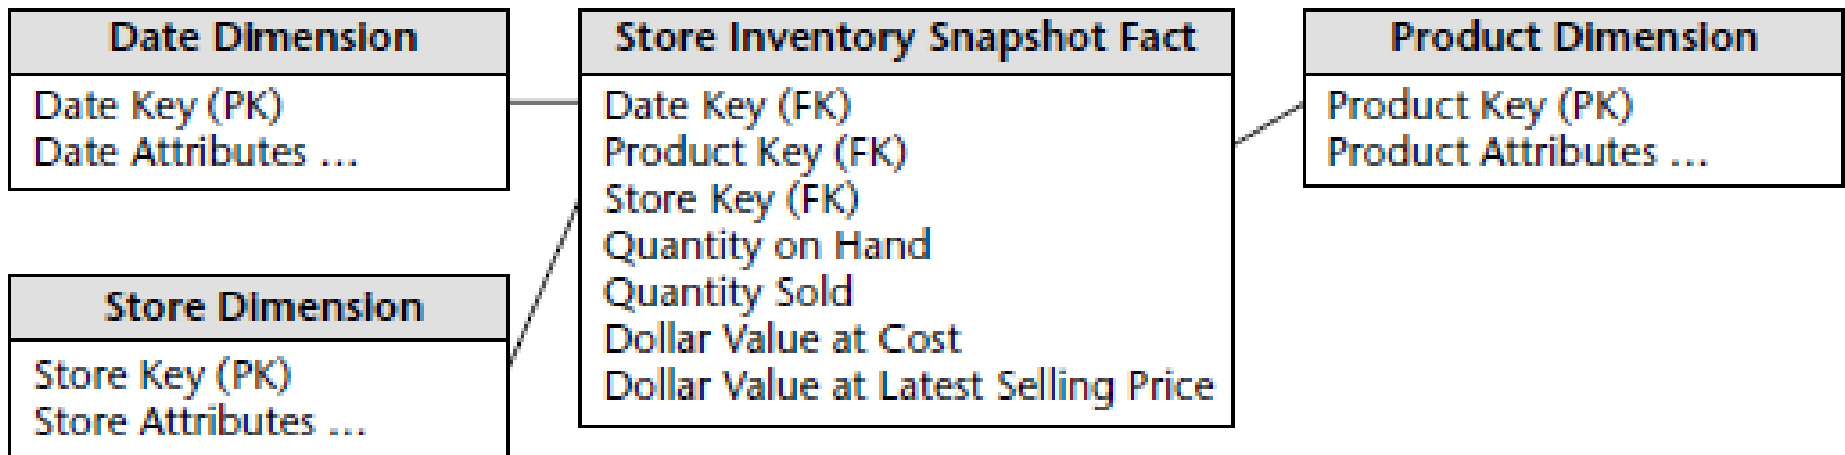 Date Dimension
Date Key (PK)
Date Attributes ...
Store Dimension
Store Key (PK)
Store Attributes ...
Store Inventory Snapshot Fact
Date Key (FK)
Product Key (FK)
Store Key (FK)
Quantity on Hand
Quantity Sold
Dollar Value at Cost
Dollar Value at Latest Selling Price
Product Dimension
Product Key (PK)
Product Attributes ...